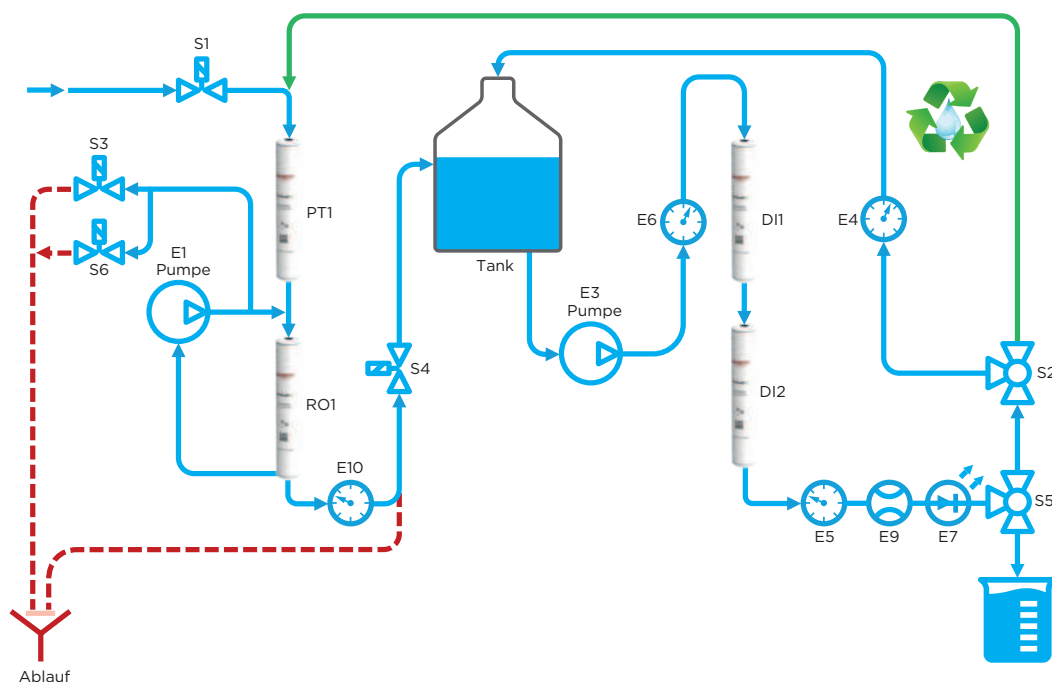 S1
S3
PT1
S6
E1
Pumpe
RO1
E10
S4
Tank
E6
DI1
E4
E3
Pumpe
DI2
S2
E5
E9
E7
S5
Ablauf